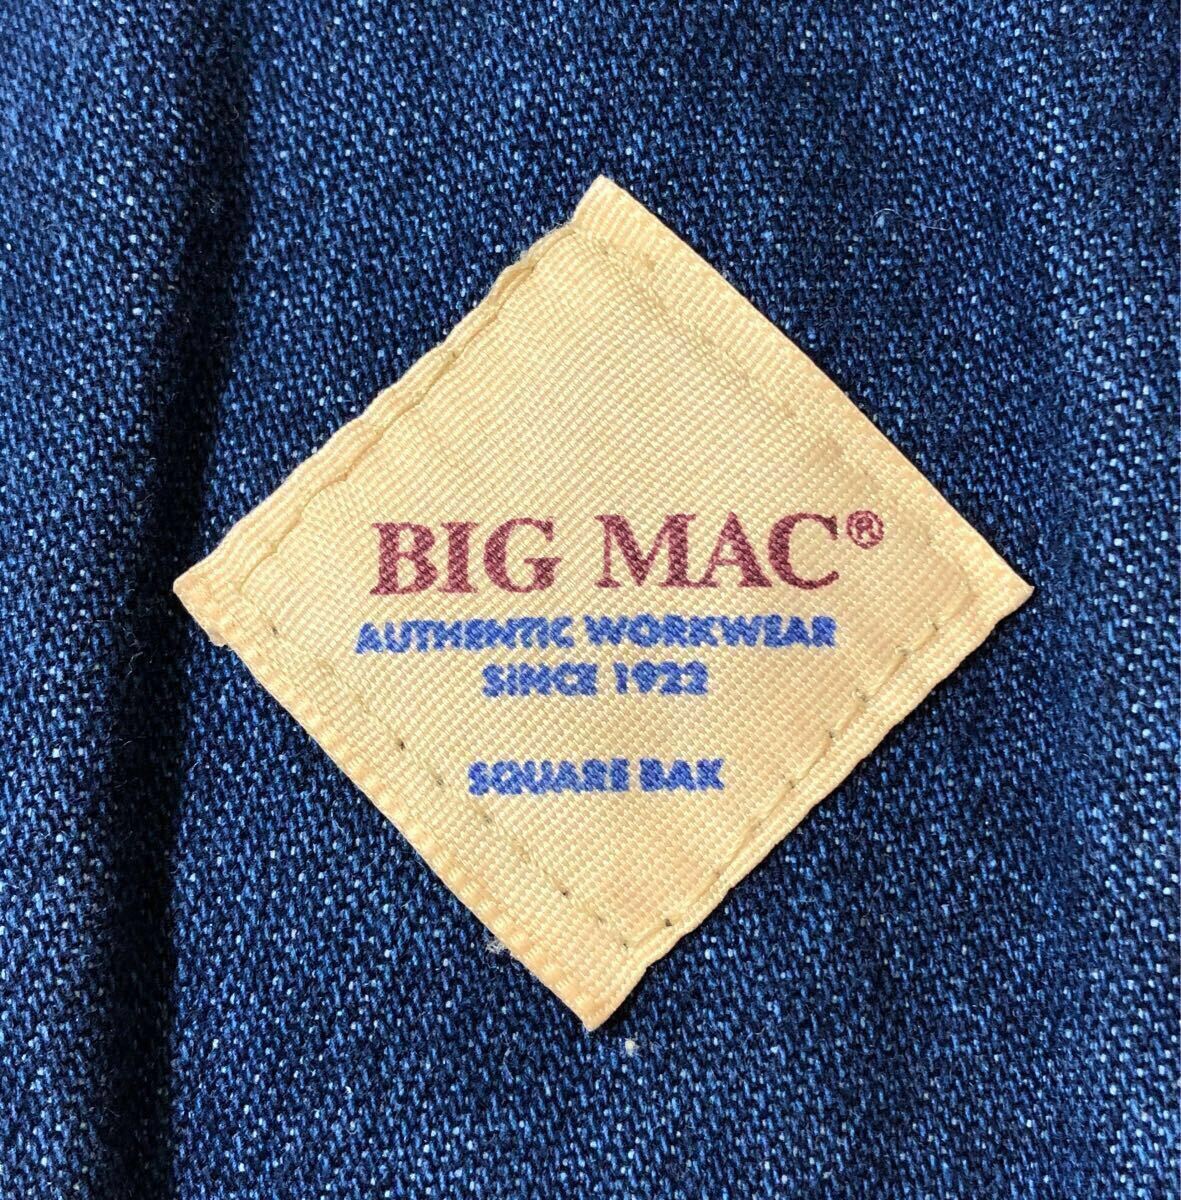 BIG MAC®
AUTHENTIC WORKWEAR
SINCE 1922
SQUARE BAK